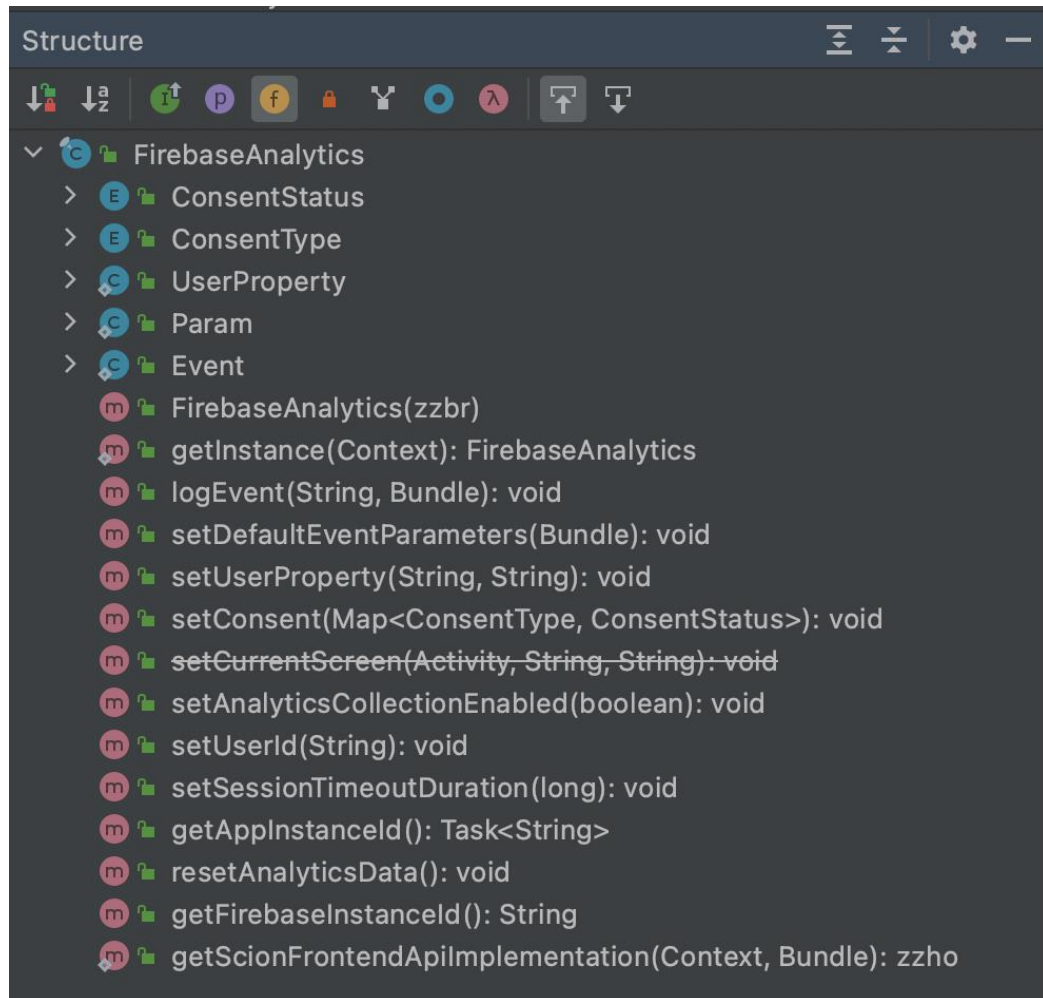 Structure
FirebaseAnalytics
ConsentStatus
ConsentType
UserProperty
Param
Event
FirebaseAnalytics(zzbr)
getInstance(Context): FirebaseAnalytics
logEvent(String, Bundle): void
setDefaultEventParameters(Bundle): void
setUserProperty(String, String): void
setConsent(Map<ConsentType, ConsentStatus>): void
setCurrentScreen(Activity, String, String): void
setAnalyticsCollectionEnabled(boolean): void
setUserId(String): void
setSessionTimeoutDuration(long): void
getAppInstanceId(): Task<String>
resetAnalyticsData(): void
getFirebaseInstanceId(): String
getScionFrontendApiImplementation(Context, Bundle): zzho